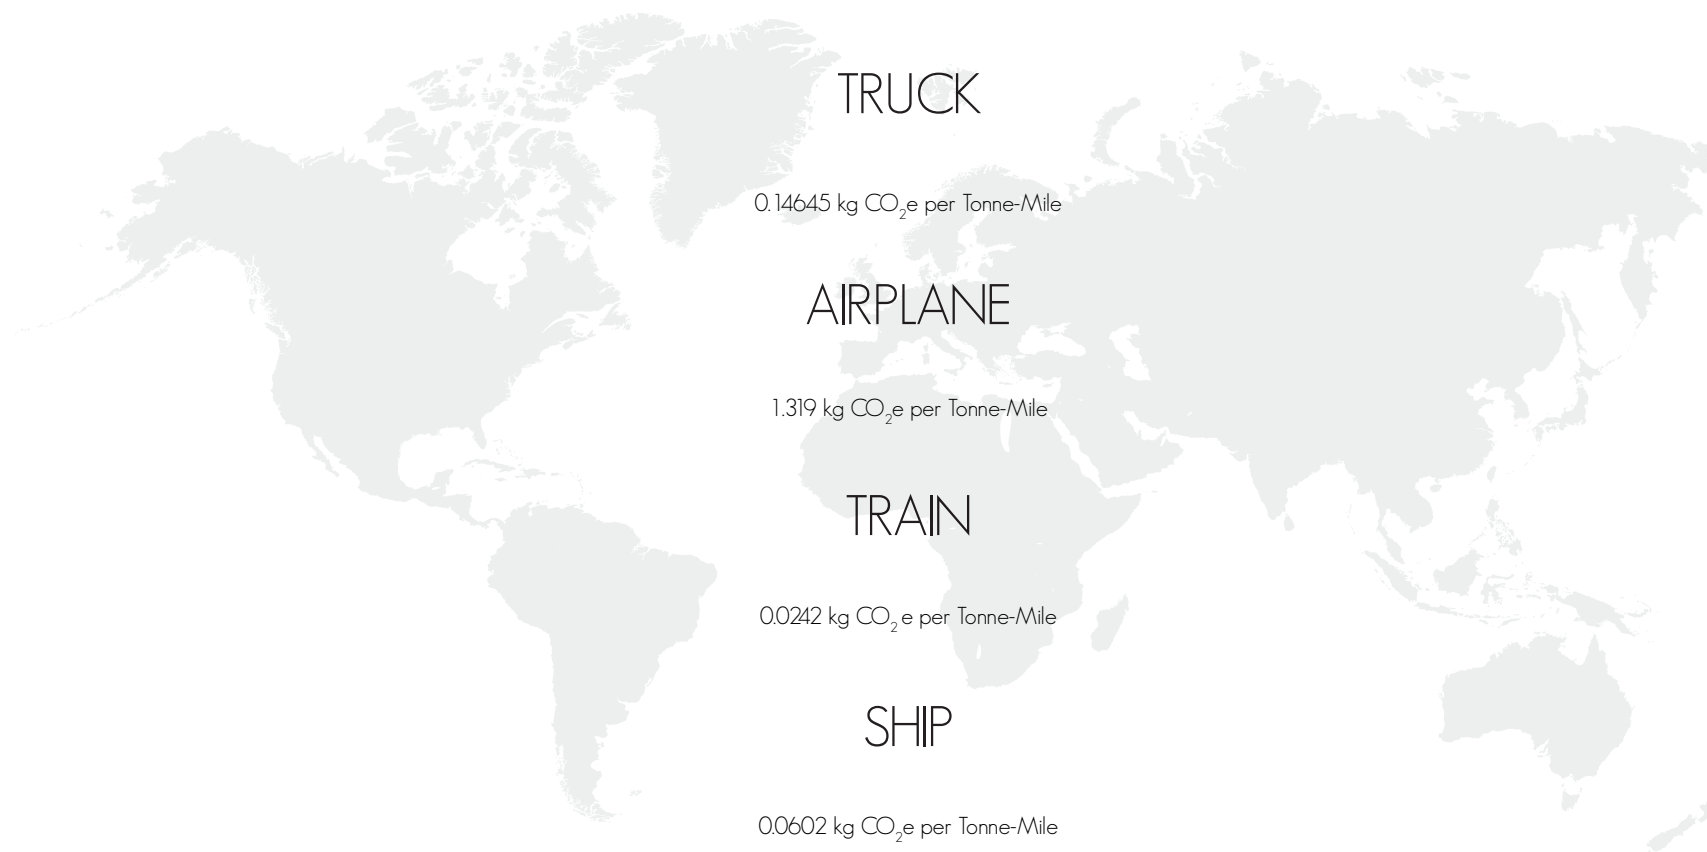 TRUCK
0.14645 kg CO₂e per Tonne-Mile
AIRPLANE
1.319 kg CO₂e per Tonne-Mile
TRAIN
0.0242 kg CO₂ e per Tonne-Mile
SHIP
0.0602 kg CO₂e per Tonne-Mile